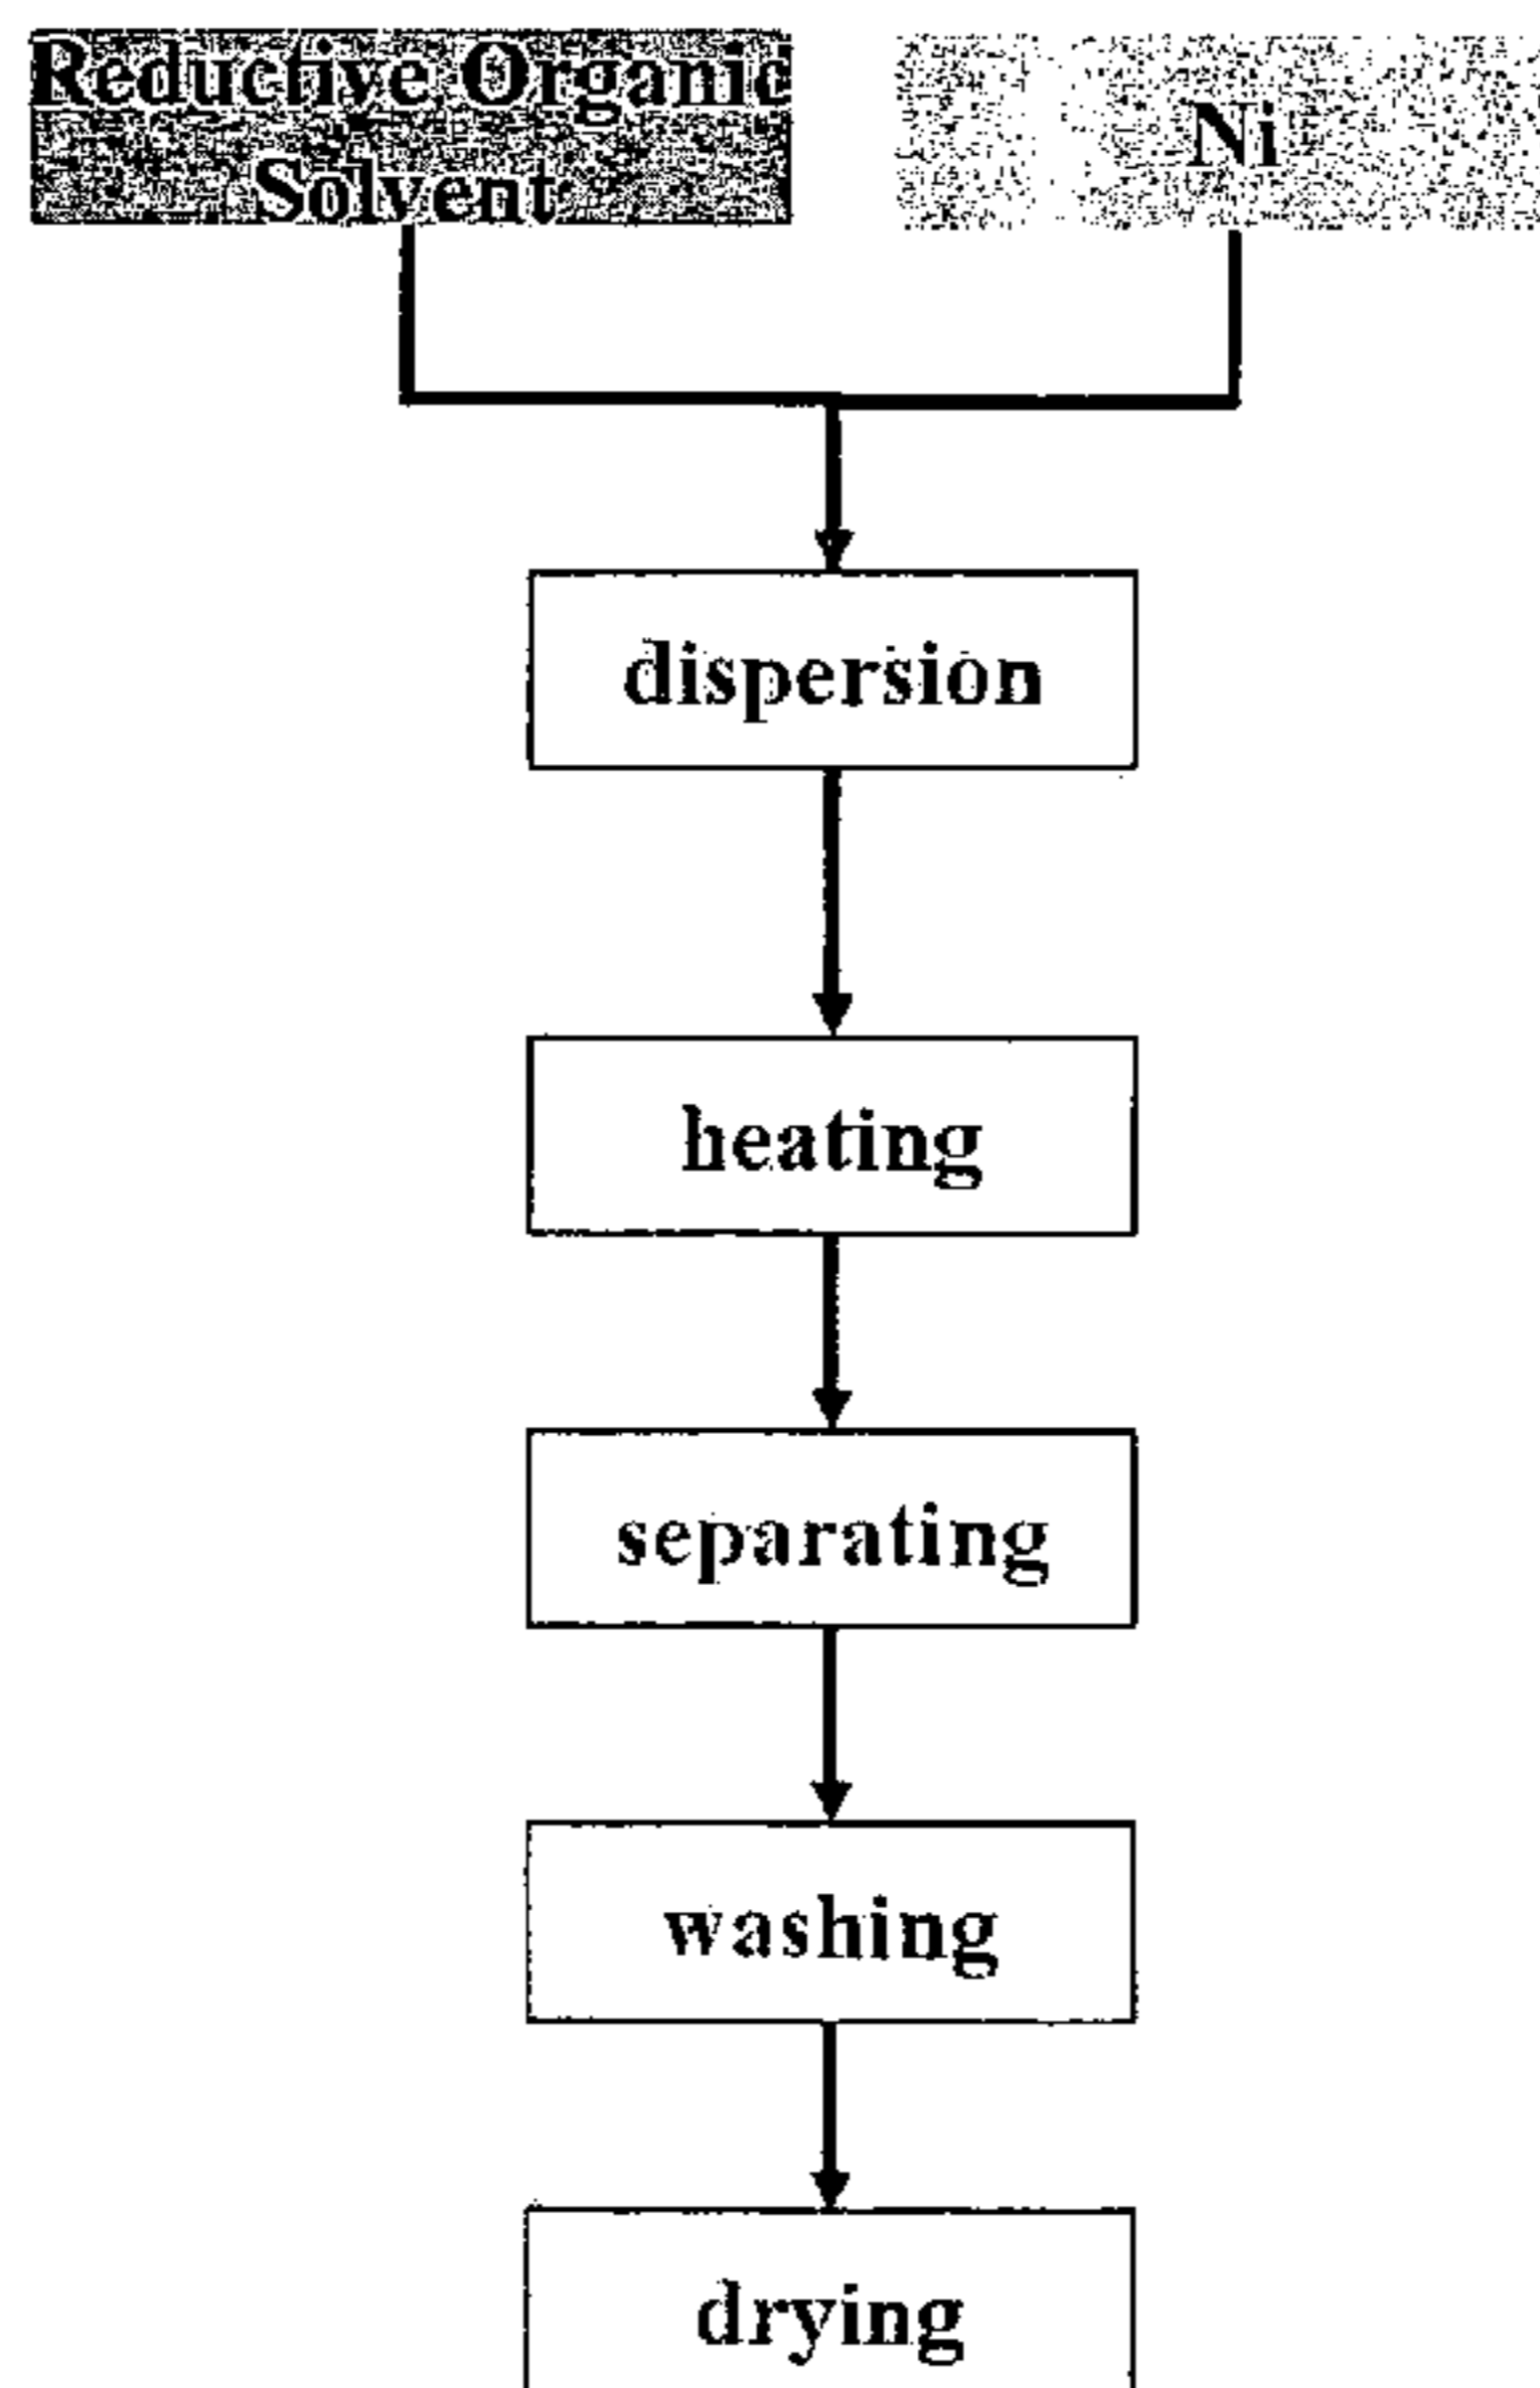 Reductive Organic
Solvent
Ni
dispersion
heating
separating
washing
drying